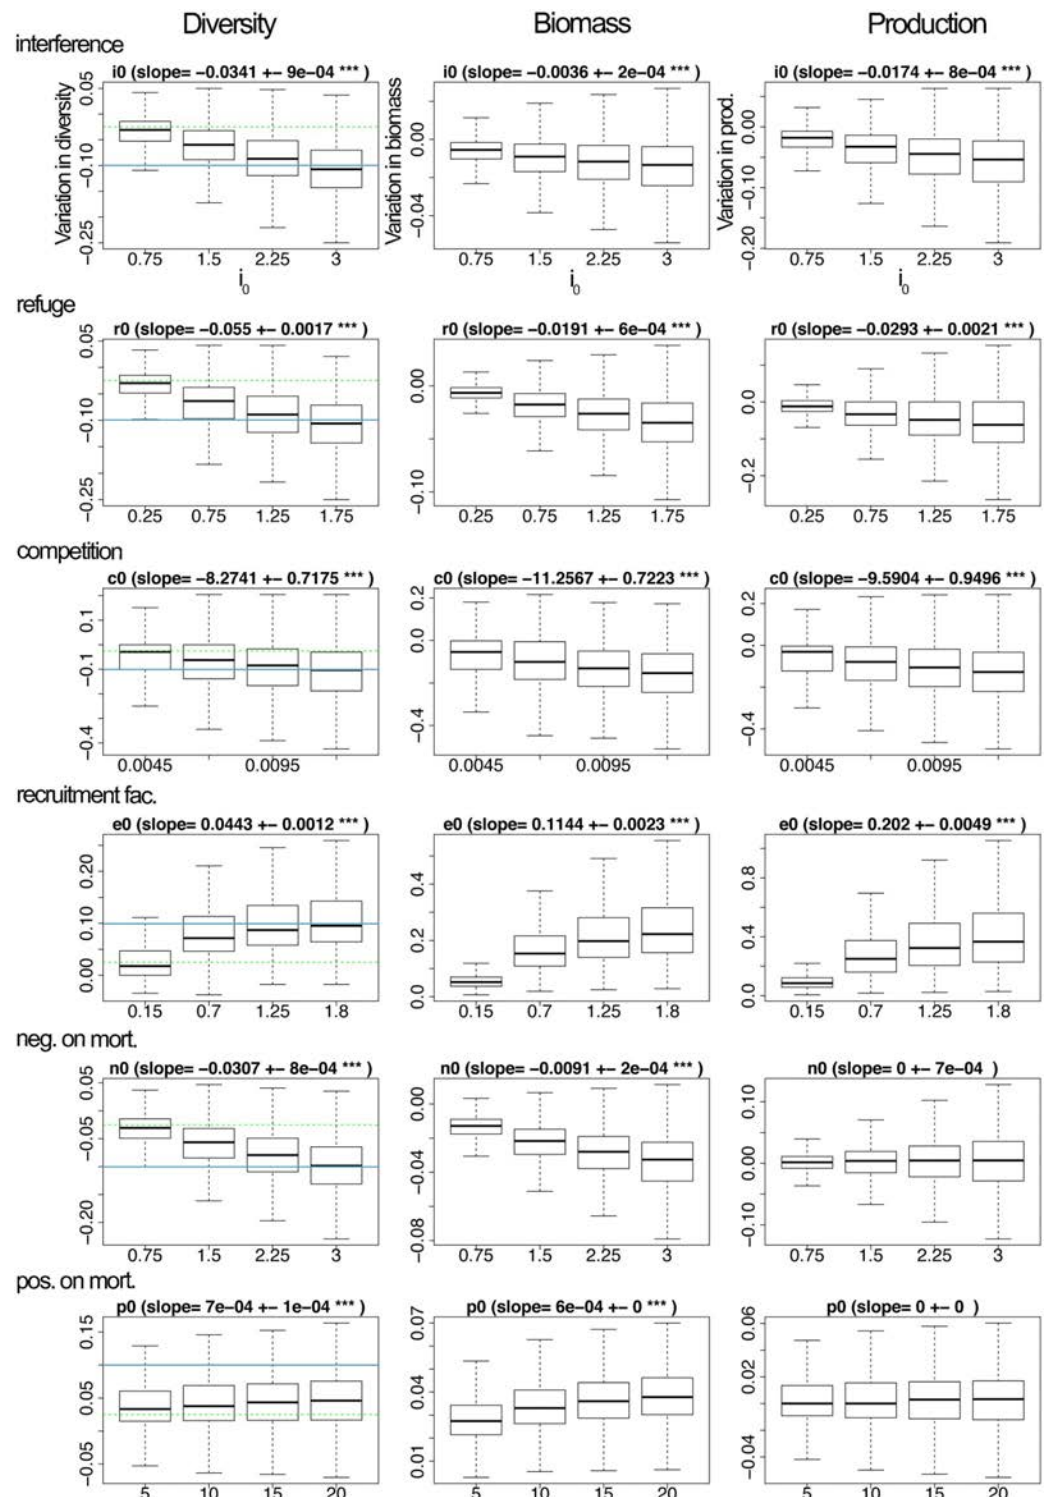 Diversity Biomass Production
interference
i0 (slope= −0.0341 +− 9e−04 *** ) i0 (slope= −0.0036 +− 2e−04 *** ) i0 (slope= −0.0174 +− 8e−04 *** )
Variation in diversity Variation in biomass Variation in prod.
0.05 −0.10 −0.25
0.00 −0.04
0.00 −0.10 −0.20
0.75 1.5 2.25 3 0.75 1.5 2.25 3 0.75 1.5 2.25 3
i0 i0 i0
refuge
r0 (slope= −0.055 +− 0.0017 *** ) r0 (slope= −0.0191 +− 6e−04 *** ) r0 (slope= −0.0293 +− 0.0021 *** )
0.05 −0.10 −0.25
0.00 −0.10
0.0 −0.2
0.25 0.75 1.25 1.75 0.25 0.75 1.25 1.75 0.25 0.75 1.25 1.75
competition
c0 (slope= −8.2741 +− 0.7175 *** ) c0 (slope= −11.2567 +− 0.7223 *** ) c0 (slope= −9.5904 +− 0.9496 *** )
0.1 −0.1 −0.4
0.2 0.0 −0.4
0.2 0.0 −0.4
0.0045 0.0095 0.0045 0.0095 0.0045 0.0095
recruitment fac.
e0 (slope= 0.0443 +− 0.0012 *** ) e0 (slope= 0.1144 +− 0.0023 *** ) e0 (slope= 0.202 +− 0.0049 *** )
0.20 0.10 0.00
0.4 0.2 0.0
0.8 0.4 0.0
0.15 0.7 1.25 1.8 0.15 0.7 1.25 1.8 0.15 0.7 1.25 1.8
neg. on mort.
n0 (slope= −0.0307 +− 8e−04 *** ) n0 (slope= −0.0091 +− 2e−04 *** ) n0 (slope= 0 +− 7e−04 )
0.05 −0.05 −0.20
0.00 −0.04 −0.08
0.10 0.00 −0.10
0.75 1.5 2.25 3 0.75 1.5 2.25 3 0.75 1.5 2.25 3
pos. on mort.
p0 (slope= 7e−04 +− 1e−04 *** ) p0 (slope= 6e−04 +− 0 *** ) p0 (slope= 0 +− 0 )
0.15 0.05 −0.05
0.07 0.04 0.01
0.06 0.02 −0.04
5 10 15 20 5 10 15 20 5 10 15 20